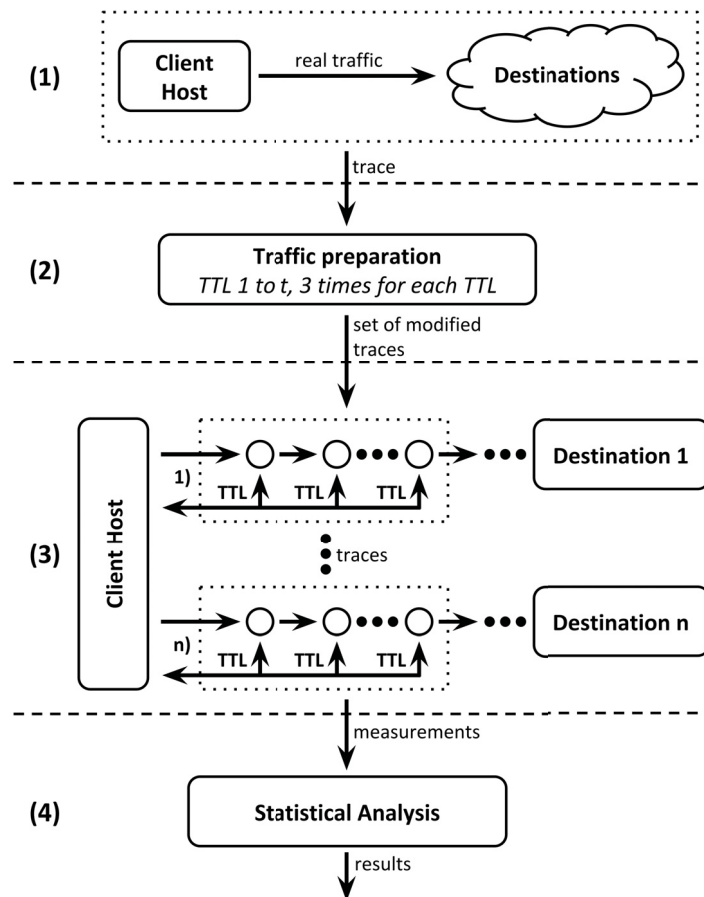 (1)
Client
Host
real traffic
Destinations
trace
(2)
Traffic preparation
TTL 1 to t, 3 times for each TTL
set of modified
traces
(3)
Client Host
1)
TTL TTL TTL
Destination 1
traces
n)
TTL TTL TTL
Destination n
measurements
(4)
Statistical Analysis
results